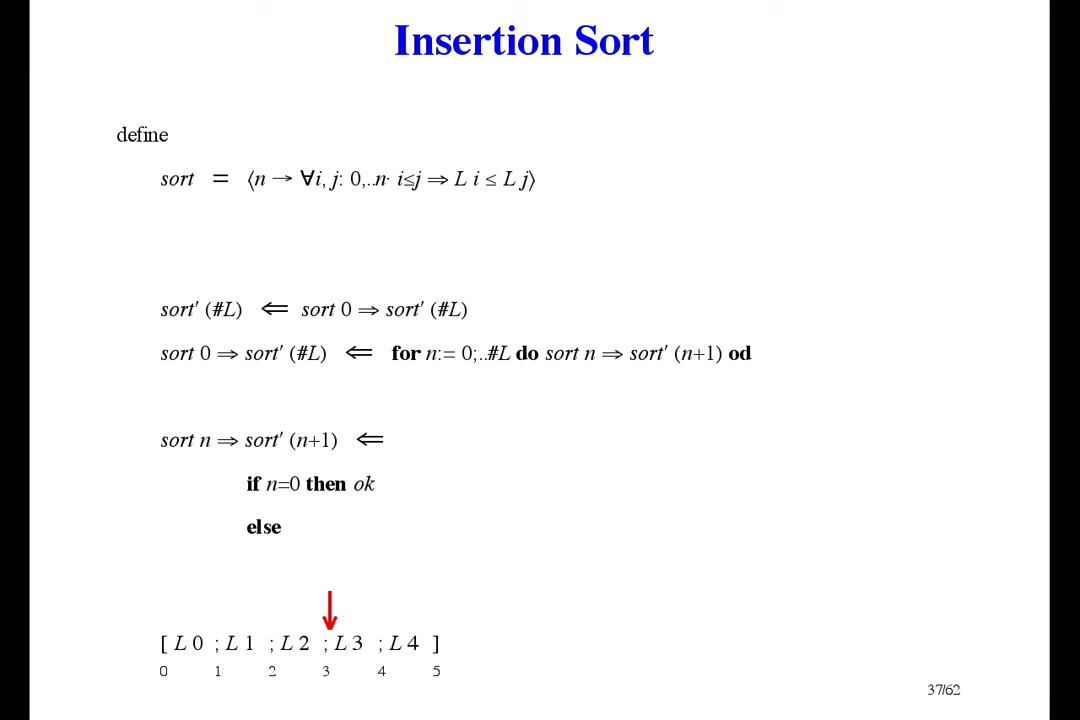 Insertion Sort
define
sort = ⟨n → ∀i, j: 0,..n· i≤j ⇒ L i ≤ L j⟩
sort′ (#L) ⇐ sort 0 ⇒ sort′ (#L)
sort 0 ⇒ sort′ (#L) ⇐ for n:= 0;..#L do sort n ⇒ sort′ (n+1) od
sort n ⇒ sort′ (n+1) ⇐
if n=0 then ok
else
[ L 0 ; L 1 ; L 2 ; L 3 ; L 4 ]
0 1 2 3 4 5
37/62